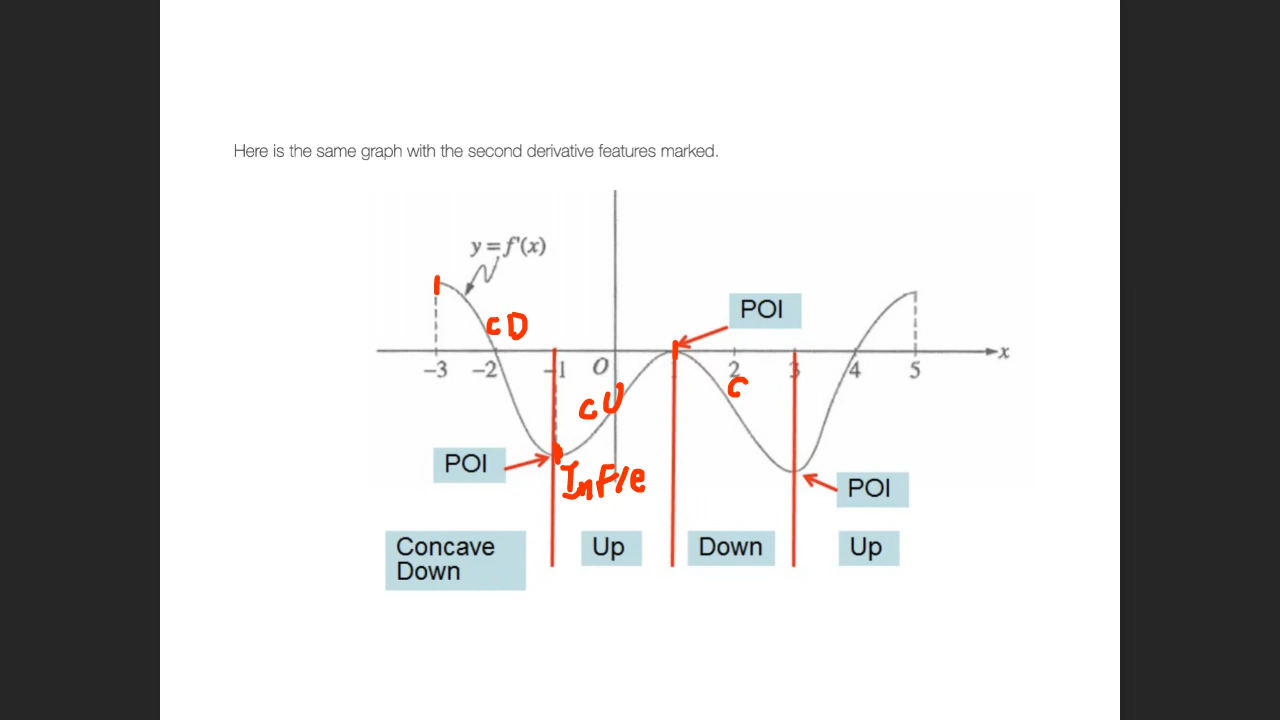 Here is the same graph with the second derivative features marked.
y = f'(x)
CD
POI
-3 -2 -1 O 2 3 4 5 x
CU C
POI
Infle
POI
Concave Down
Up
Down
Up